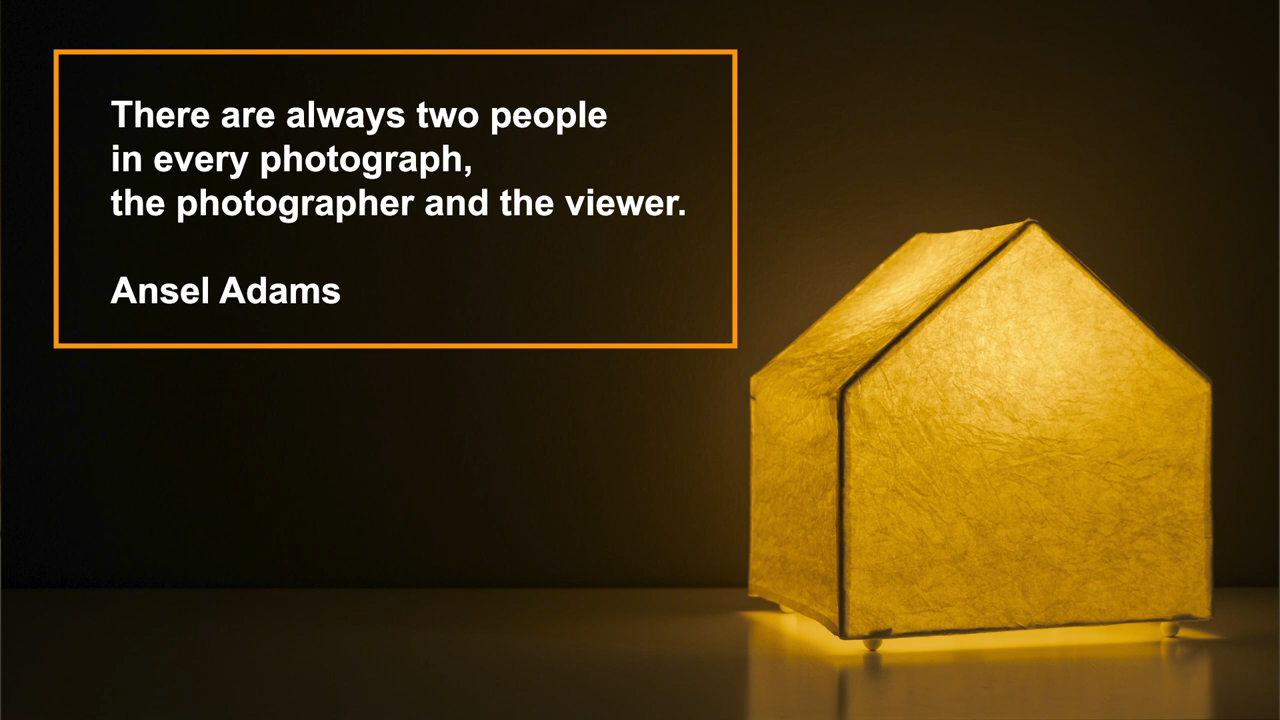 There are always two people
in every photograph,
the photographer and the viewer.
Ansel Adams